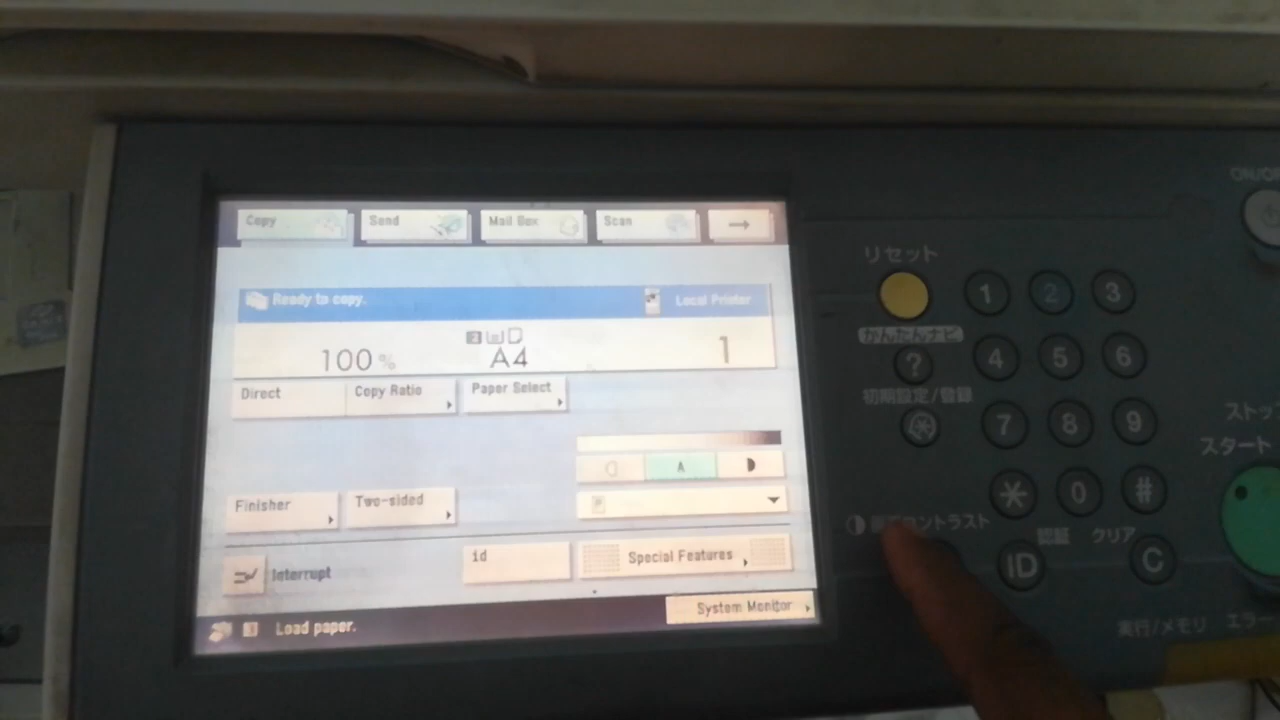 Copy
Send
Mail Box
Scan
→
Ready to copy.
Local Printer
100 %
2
A4
1
Direct
Copy Ratio
Paper Select
A
Finisher
Two-sided
Interrupt
id
Special Features
System Monitor
3 Load paper.
ON/O
リセット
1 2 3
かんたんナビ
?
4 5 6
初期設定/登録
7 8 9
ストッ
スタート
* 0 #
コントラスト
認証
クリア
ID
C
実行/メモリ
エラー